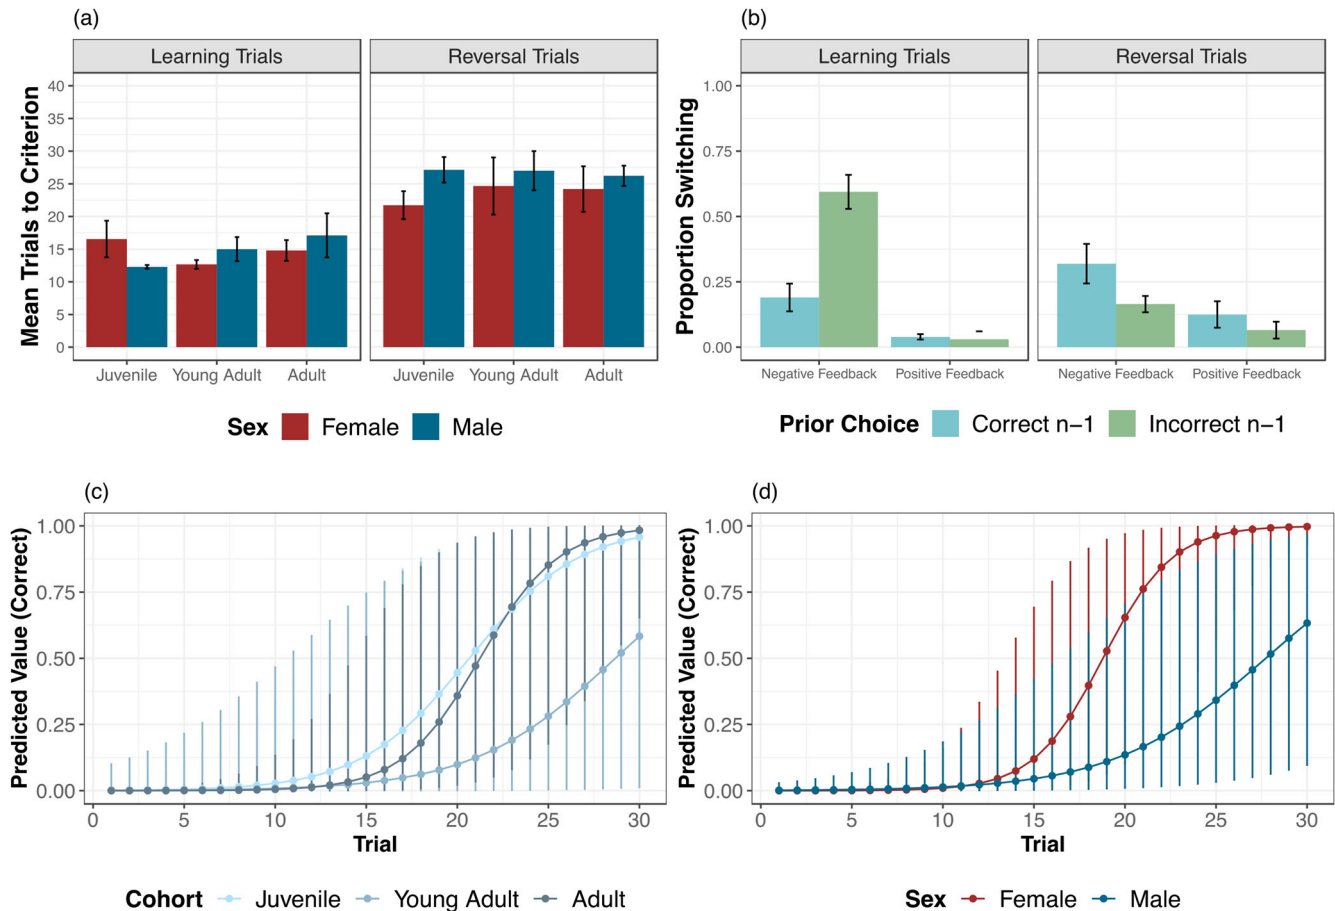 (a)
Learning Trials
Reversal Trials
Mean Trials to Criterion
40
35
30
25
20
15
10
5
0
Juvenile Young Adult Adult
Juvenile Young Adult Adult
Sex Female Male
(b)
Learning Trials
Reversal Trials
Proportion Switching
1.00
0.75
0.50
0.25
0.00
Negative Feedback Positive Feedback
Negative Feedback Positive Feedback
Prior Choice Correct n−1 Incorrect n−1
(c)
Predicted Value (Correct)
1.00
0.75
0.50
0.25
0.00
0 5 10 15 20 25 30
Trial
Cohort Juvenile Young Adult Adult
(d)
Predicted Value (Correct)
1.00
0.75
0.50
0.25
0.00
0 5 10 15 20 25 30
Trial
Sex Female Male